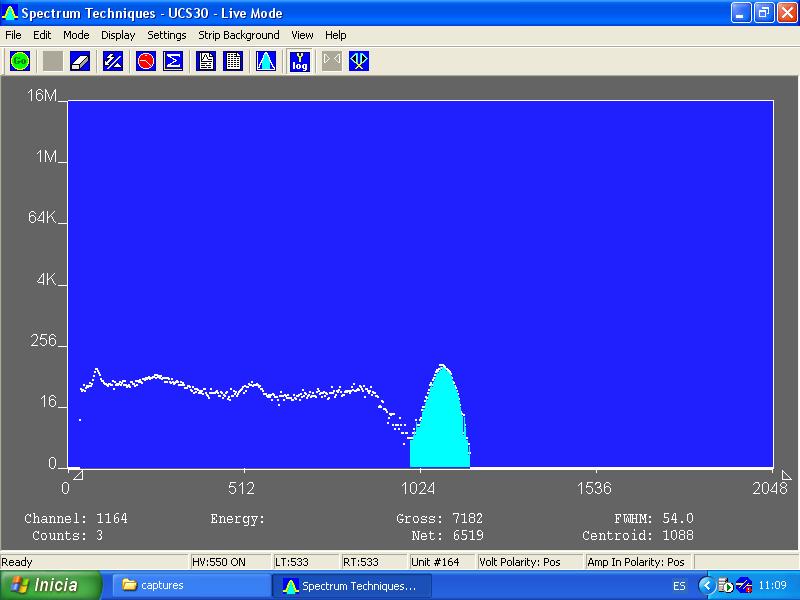 Spectrum Techniques - UCS30 - Live Mode
File Edit Mode Display Settings Strip Background View Help
Go Y log
16M
1M
64K
4K
256
16
0
0 512 1024 1536 2048
Channel: 1164 Energy: Gross: 7182 FWHM: 54.0
Counts: 3 Net: 6519 Centroid: 1088
Ready HV:550 ON LT:533 RT:533 Unit #164 Volt Polarity: Pos Amp In Polarity: Pos
Inicia captures Spectrum Techniques... ES 11:09